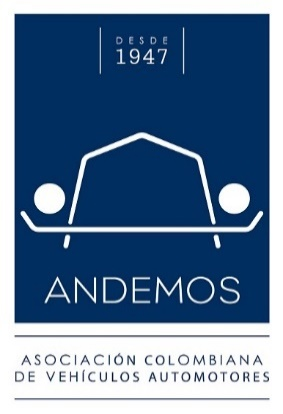 DESDE
1947
ANDEMOS
ASOCIACIÓN COLOMBIANA
DE VEHÍCULOS AUTOMOTORES